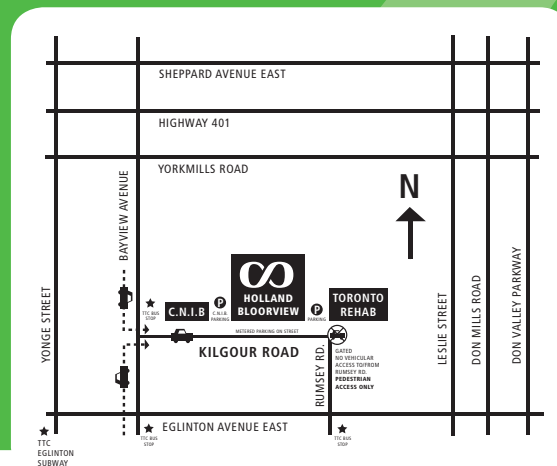 SHEPPARD AVENUE EAST
HIGHWAY 401
YORKMILLS ROAD
N
BAYVIEW AVENUE
YONGE STREET
LESLIE STREET
DON MILLS ROAD
DON VALLEY PARKWAY
TTC BUS
STOP
C.N.I.B
P
C.N.I.B.
PARKING
HOLLAND
BLOORVIEW
P
PARKING
TORONTO
REHAB
METERED PARKING ON STREET
KILGOUR ROAD
RUMSEY RD.
GATED
NO VEHICULAR
ACCESS TO/FROM
RUMSEY RD.
PEDESTRIAN
ACCESS ONLY
EGLINTON AVENUE EAST
TTC BUS
STOP
TTC BUS
STOP
TTC
EGLINTON
SUBWAY